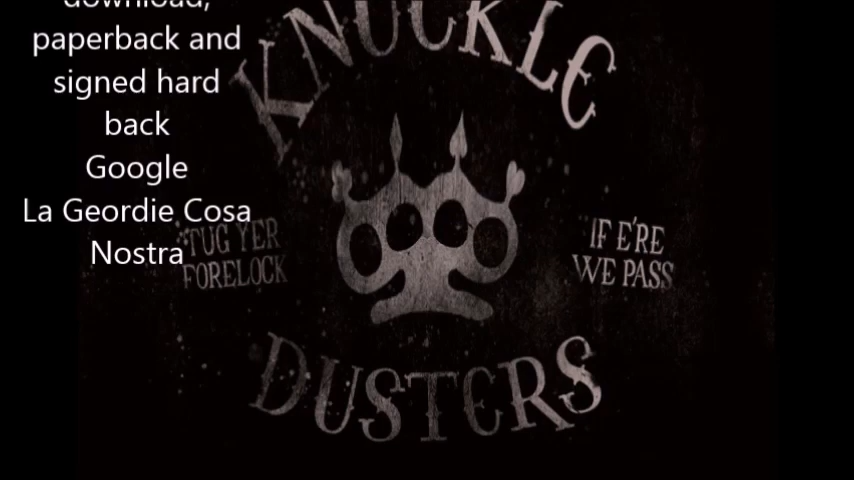 download,
paperback and
signed hard
back
Google
La Geordie Cosa
Nostra
KNUCKLE
"TUG YER
FORELOCK
IF E'RE
WE PASS
DUSTERS